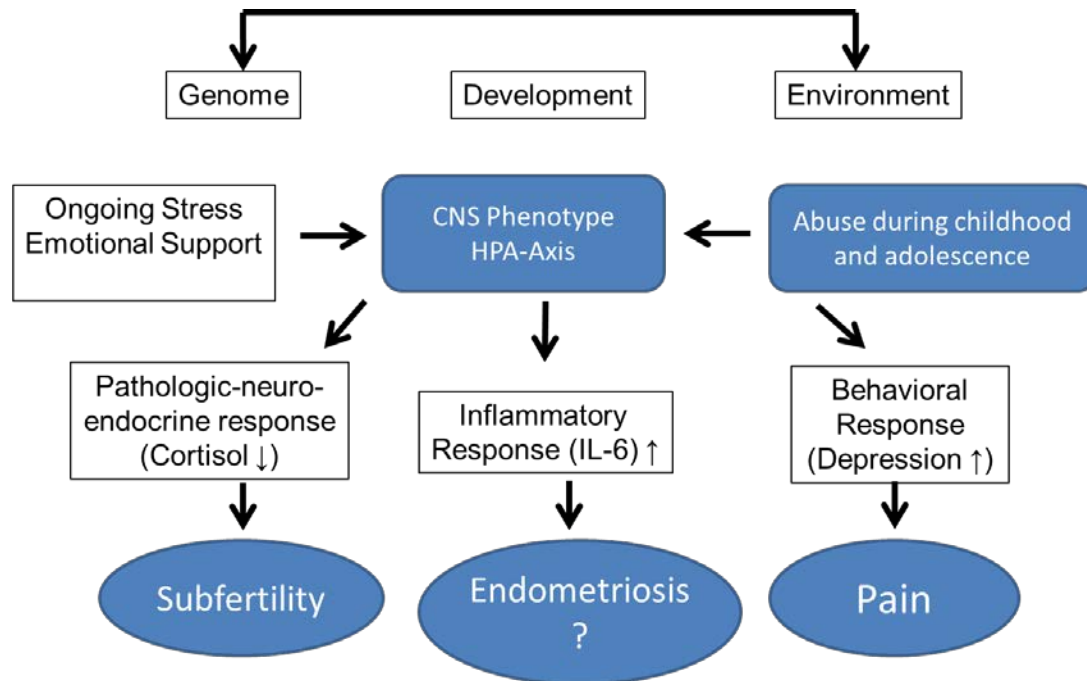 Genome
Development
Environment
Ongoing Stress
Emotional Support
CNS Phenotype
HPA-Axis
Abuse during childhood
and adolescence
Pathologic-neuro-
endocrine response
(Cortisol ↓)
Inflammatory
Response (IL-6) ↑
Behavioral
Response
(Depression ↑)
Subfertility
Endometriosis
?
Pain